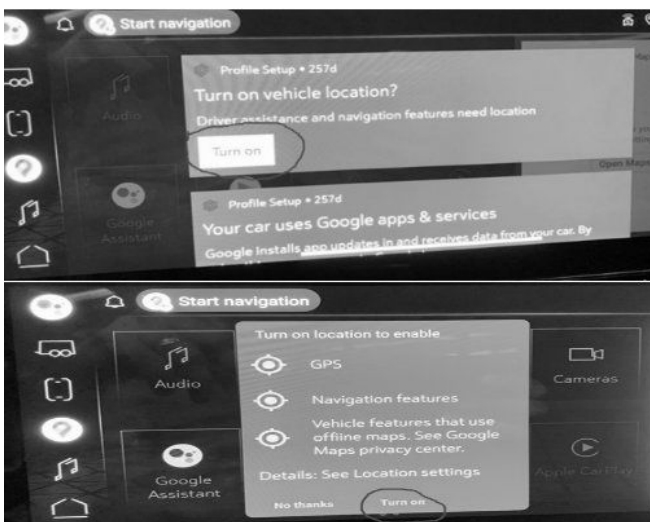 Start navigation
Profile Setup • 257d
Turn on vehicle location?
Driver assistance and navigation features need location
Turn on
Audio
Open Maps
Profile Setup • 257d
Your car uses Google apps & services
Google installs app updates in and receives data from your car. By
Google
Assistant
Start navigation
Turn on location to enable
GPS
Navigation features
Vehicle features that use
offline maps. See Google
Maps privacy center.
Details: See Location settings
No thanks
Turn on
Audio
Cameras
Google
Assistant
Apple CarPlay